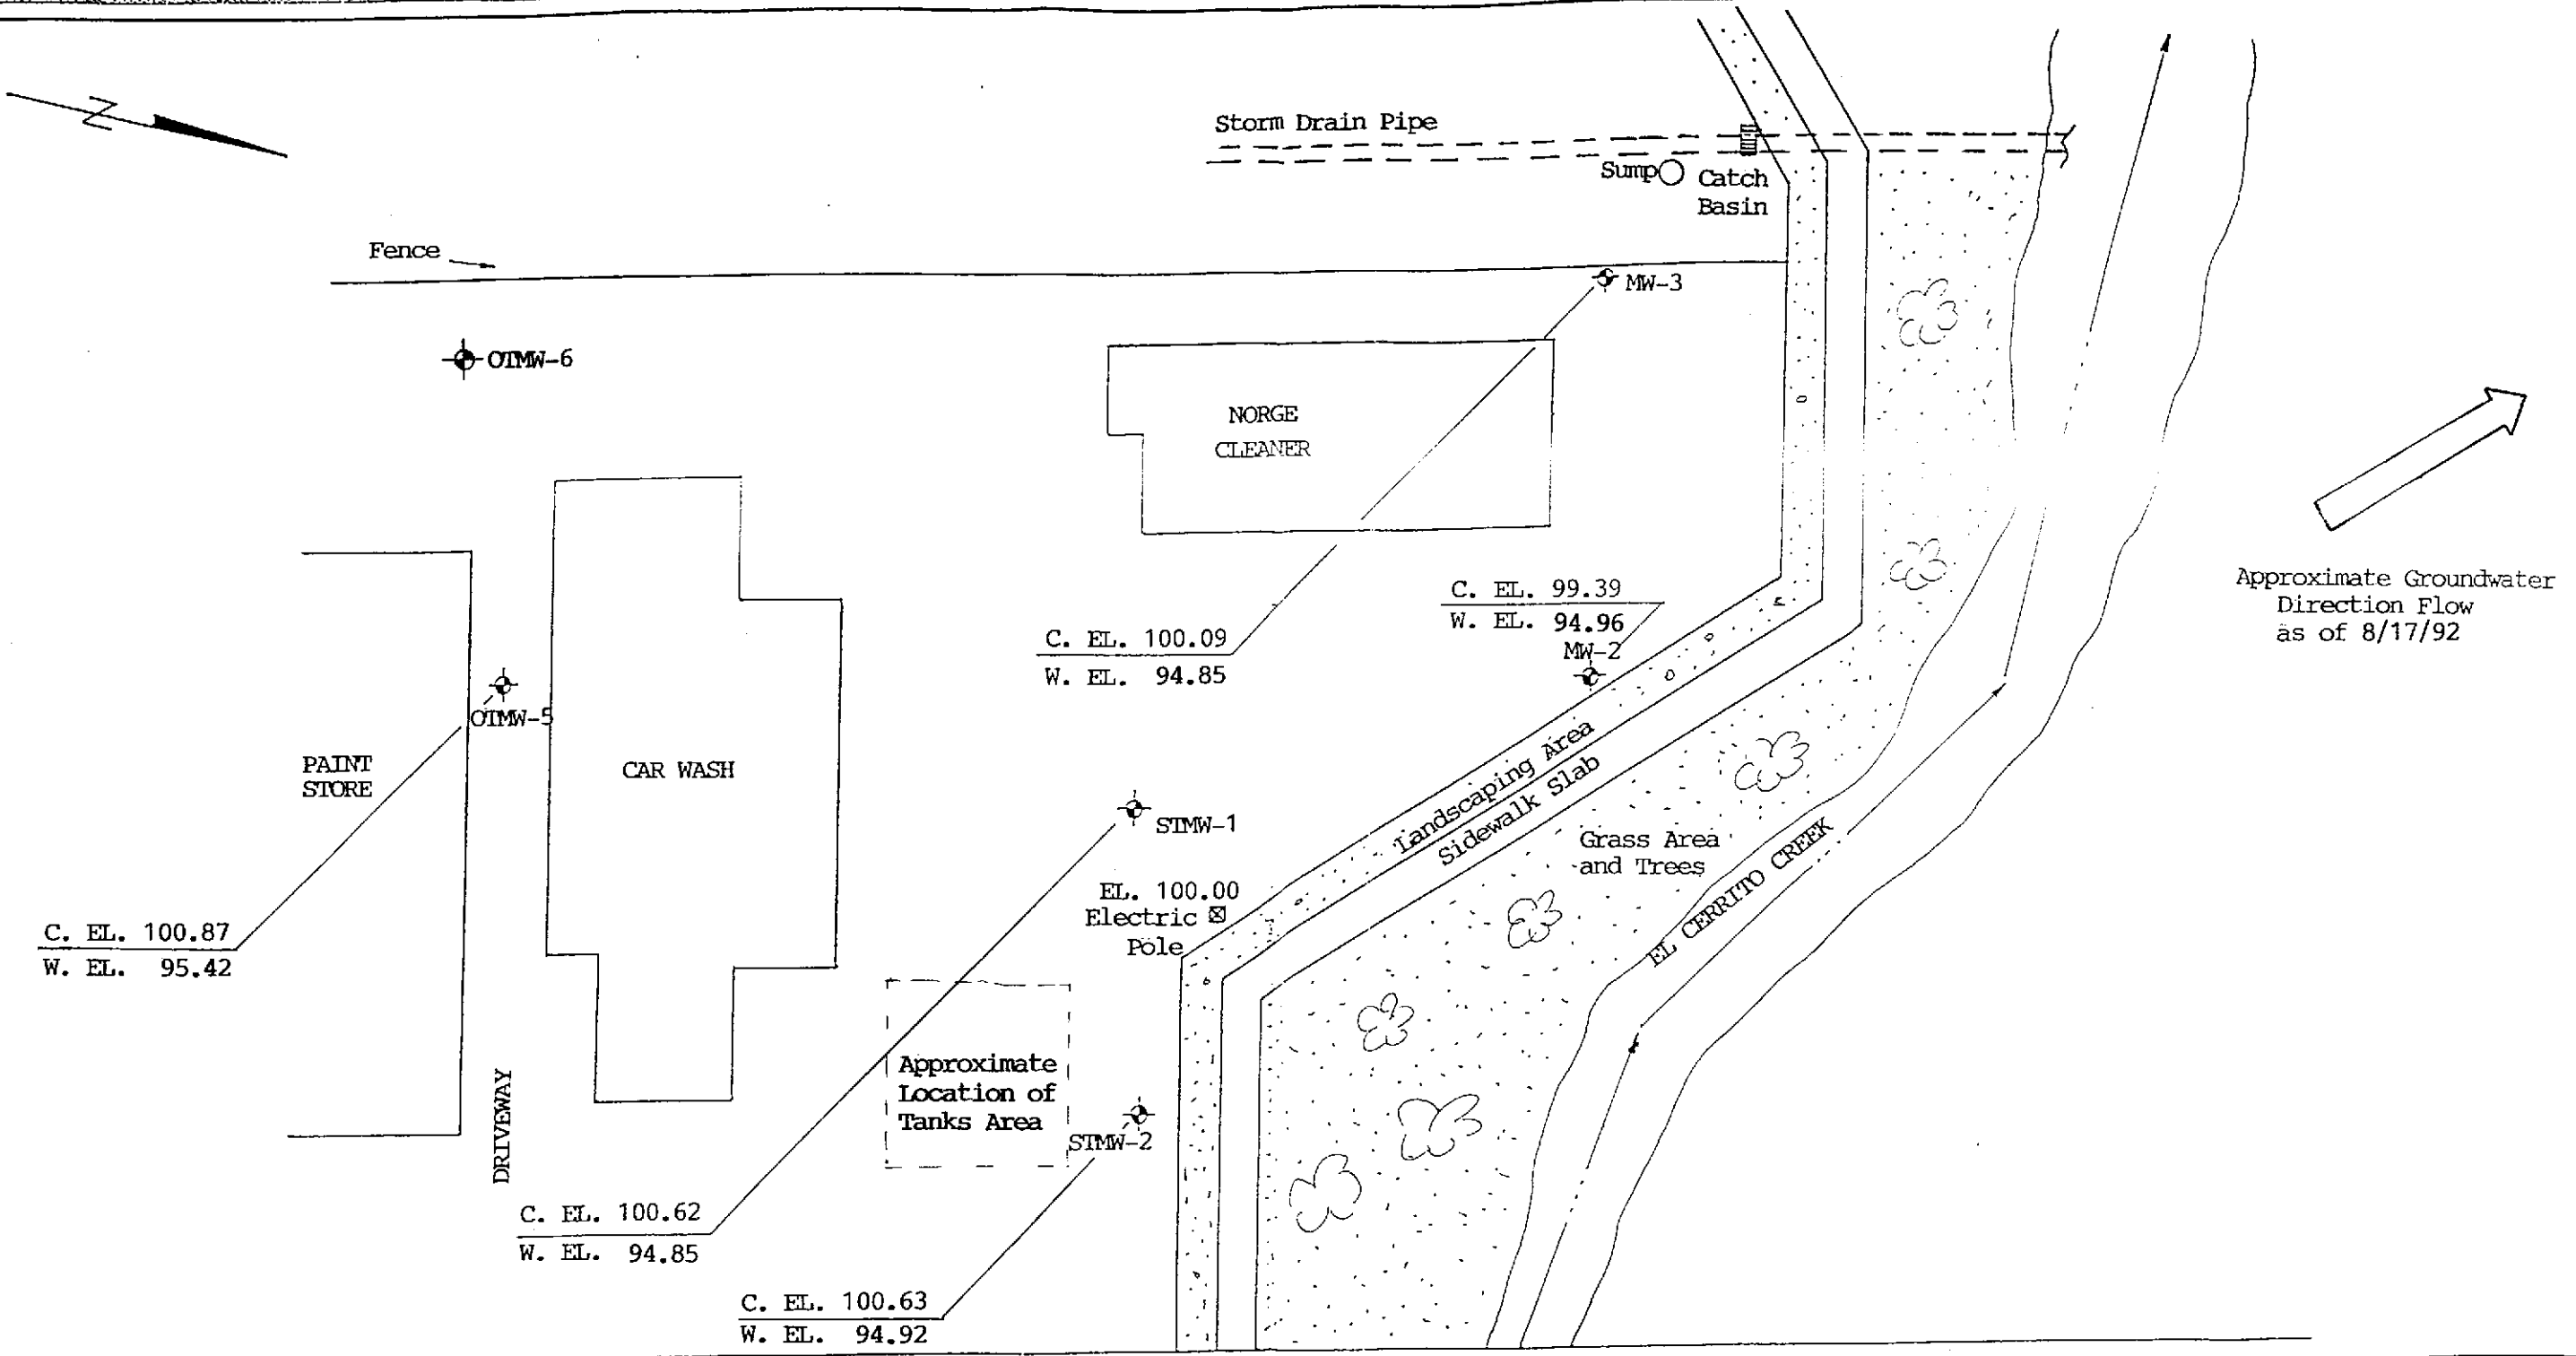 N
Storm Drain Pipe
Sump
Catch
Basin
Fence
MW-3
OTMW-6
NORGE
CLEANER
C. EL. 99.39
W. EL. 94.96
MW-2
Approximate Groundwater
Direction Flow
as of 8/17/92
C. EL. 100.09
W. EL. 94.85
OTMW-5
PAINT
STORE
CAR WASH
STMW-1
Landscaping Area
Sidewalk Slab
Grass Area
and Trees
EL CERRITO CREEK
EL. 100.00
Electric
Pole
C. EL. 100.87
W. EL. 95.42
Approximate
Location of
Tanks Area
STMW-2
DRIVEWAY
C. EL. 100.62
W. EL. 94.85
C. EL. 100.63
W. EL. 94.92